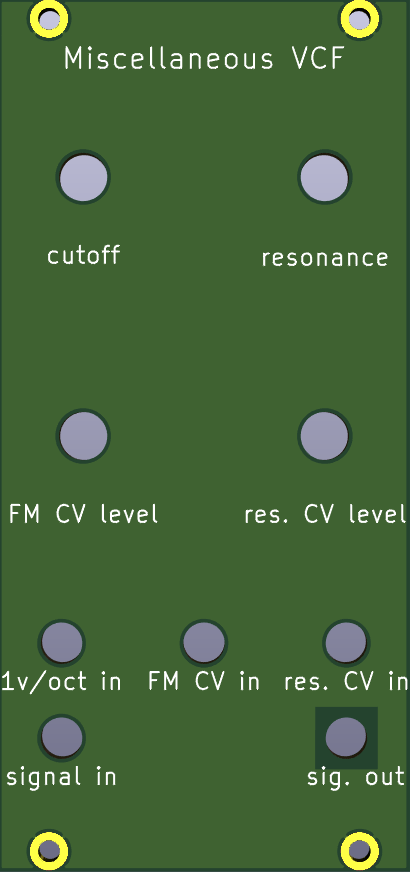 Miscellaneous VCF
cutoff
resonance
FM CV level
res. CV level
1v/oct in
FM CV in
res. CV in
signal in
sig. out